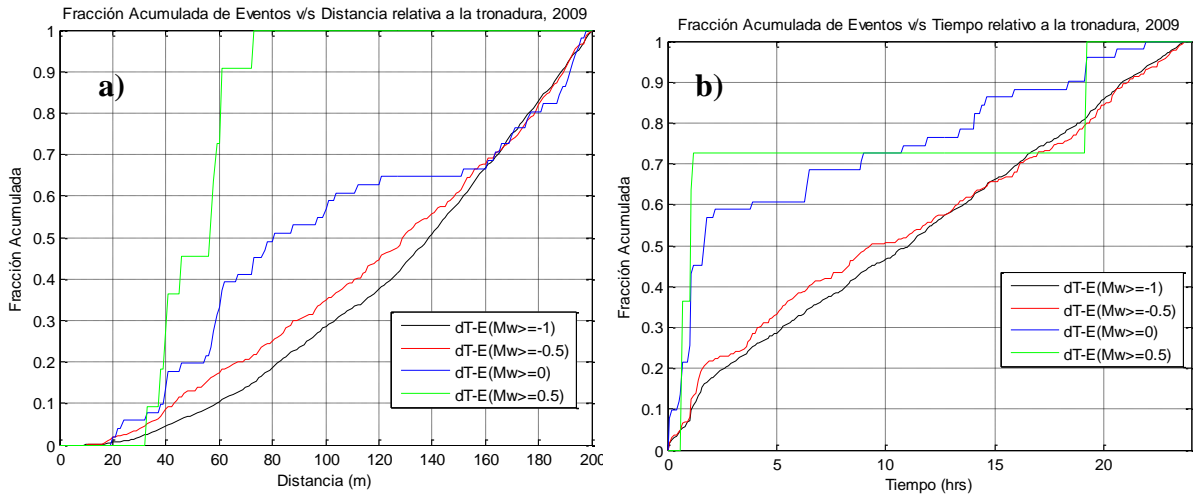 Fracción Acumulada de Eventos v/s Distancia relativa a la tronadura, 2009
a)
1
0.9
0.8
0.7
0.6
0.5
0.4
0.3
0.2
0.1
0
Fracción Acumulada
0 20 40 60 80 100 120 140 160 180 200
Distancia (m)
dT-E(Mw>=-1)
dT-E(Mw>=-0.5)
dT-E(Mw>=0)
dT-E(Mw>=0.5)
Fracción Acumulada de Eventos v/s Tiempo relativo a la tronadura, 2009
b)
1
0.9
0.8
0.7
0.6
0.5
0.4
0.3
0.2
0.1
0
Fracción Acumulada
0 5 10 15 20
Tiempo (hrs)
dT-E(Mw>=-1)
dT-E(Mw>=-0.5)
dT-E(Mw>=0)
dT-E(Mw>=0.5)